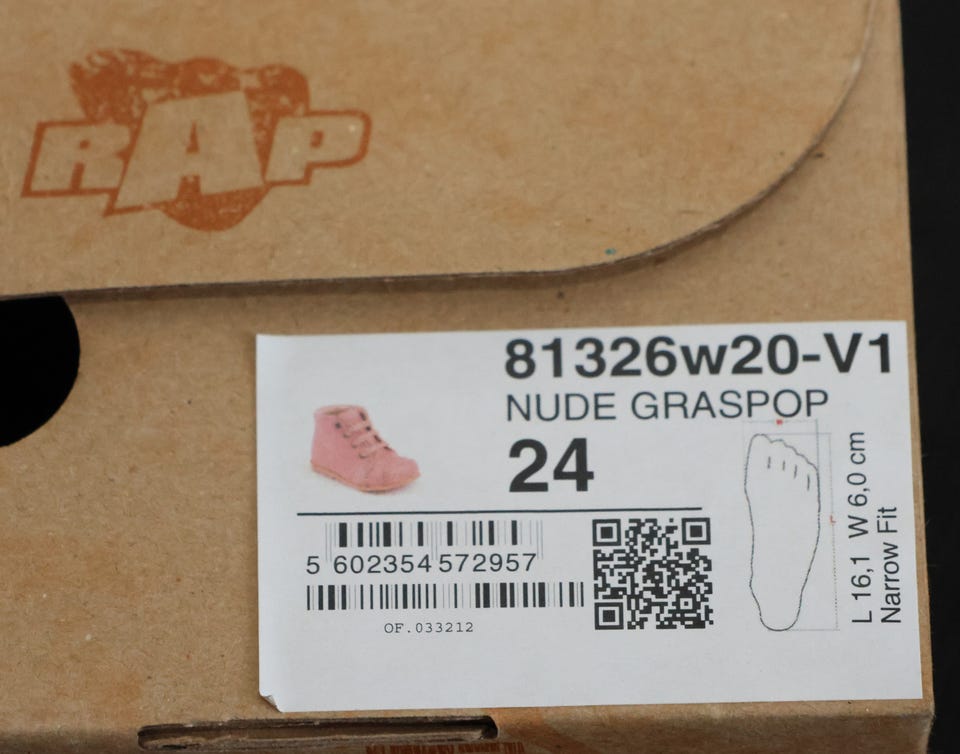 RAP
81326w20-V1
NUDE GRASPOP
24
5 602354 572957
OF.033212
L 16,1 W 6,0 cm
Narrow Fit